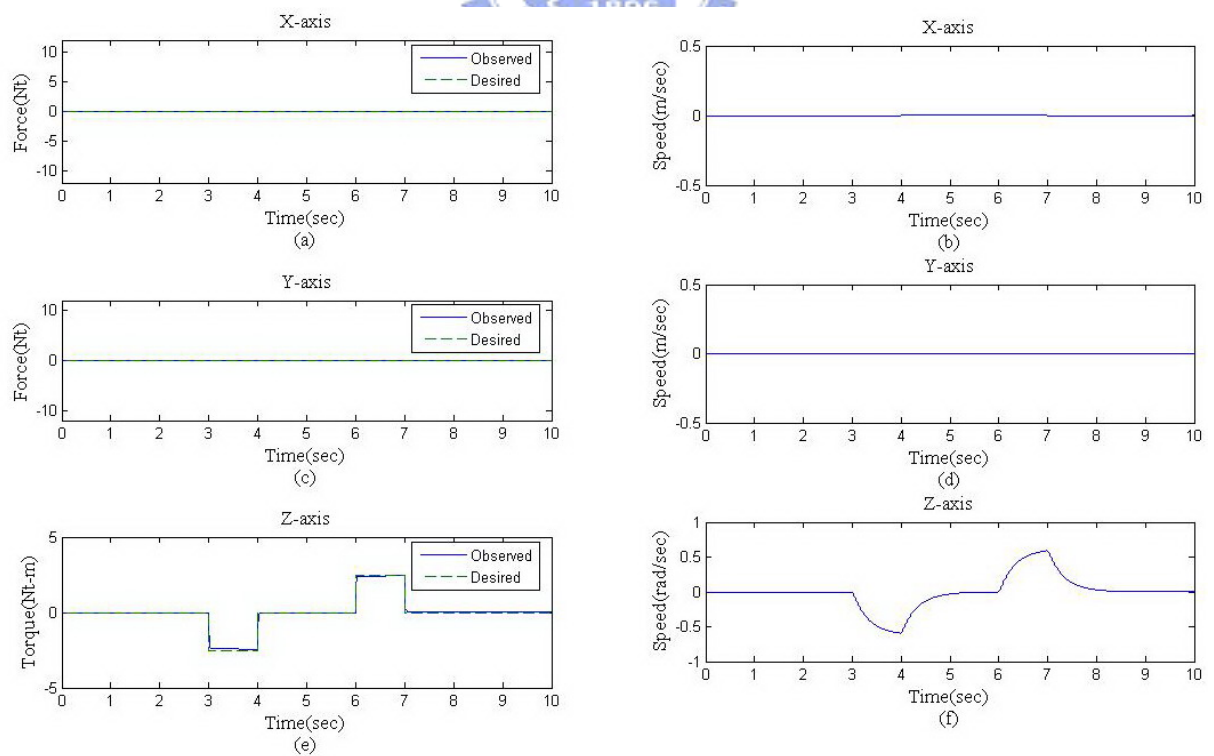 1896
X-axis
Force(Nt)
10
5
0
-5
-10
Observed
Desired
0 1 2 3 4 5 6 7 8 9 10
Time(sec)
(a)
X-axis
Speed(m/sec)
0.5
0
-0.5
0 1 2 3 4 5 6 7 8 9 10
Time(sec)
(b)
Y-axis
Force(Nt)
10
0
-10
Observed
Desired
0 1 2 3 4 5 6 7 8 9 10
Time(sec)
(c)
Y-axis
Speed(m/sec)
0.5
0
-0.5
0 1 2 3 4 5 6 7 8 9 10
Time(sec)
(d)
Z-axis
Torque(Nt-m)
5
0
-5
Observed
Desired
0 1 2 3 4 5 6 7 8 9 10
Time(sec)
(e)
Z-axis
Speed(rad/sec)
1
0.5
0
-0.5
-1
0 1 2 3 4 5 6 7 8 9 10
Time(sec)
(f)